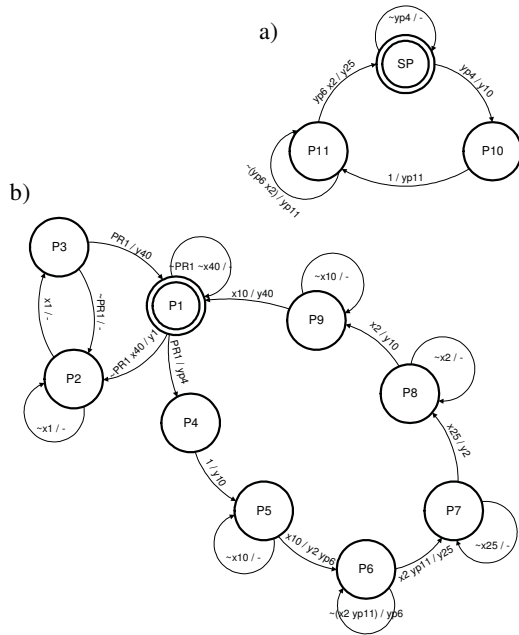 a)
~yp4 / -
SP
yp6 x2 / y25
yp4 / y10
P11
P10
1 / yp11
~(yp6 x2) / yp11
b)
P3
PR1 / y40
~PR1 ~x40 / -
P1
x1 / -
~PR1 / -
~PR1 x40 / y1
x10 / y40
~x10 / -
P9
P2
~x1 / -
PR1 / yp4
x2 / y10
~x2 / -
P8
P4
1 / y10
x25 / y2
P5
~x10 / -
x10 / y2 yp6
P7
~x25 / -
P6
x2 yp11 / y25
~(x2 yp11) / yp6